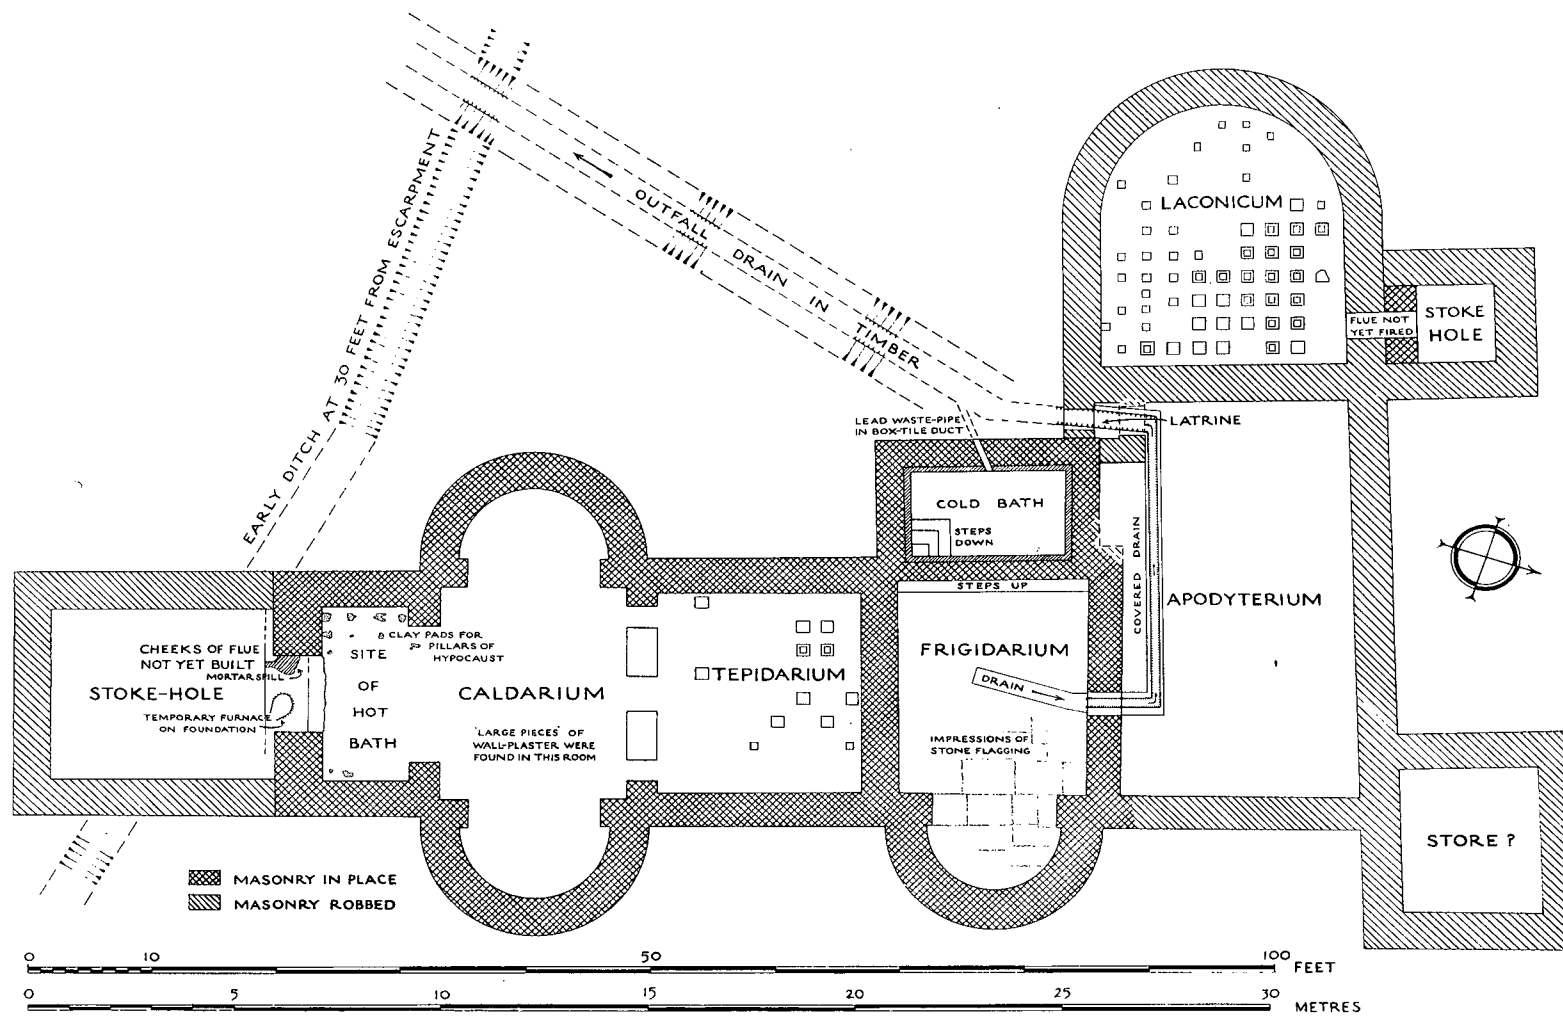 EARLY DITCH AT 30 FEET FROM ESCARPMENT
OUTFALL DRAIN IN TIMBER
LACONICUM
FLUE NOT
YET FIRED
STOKE
HOLE
LEAD WASTE-PIPE
IN BOX-TILE DUCT
LATRINE
COLD BATH
STEPS
DOWN
STEPS UP
COVERED DRAIN
APODYTERIUM
FRIGIDARIUM
DRAIN
IMPRESSIONS OF
STONE FLAGGING
TEPIDARIUM
CLAY PADS FOR
PILLARS OF
HYPOCAUST
SITE
OF
HOT
BATH
CALDARIUM
"LARGE PIECES" OF
WALL-PLASTER WERE
FOUND IN THIS ROOM
CHEEKS OF FLUE
NOT YET BUILT
MORTAR SPILL
STOKE-HOLE
TEMPORARY FURNACE
ON FOUNDATION
STORE ?
MASONRY IN PLACE
MASONRY ROBBED
0 10 50 100 FEET
0 5 10 15 20 25 30 METRES